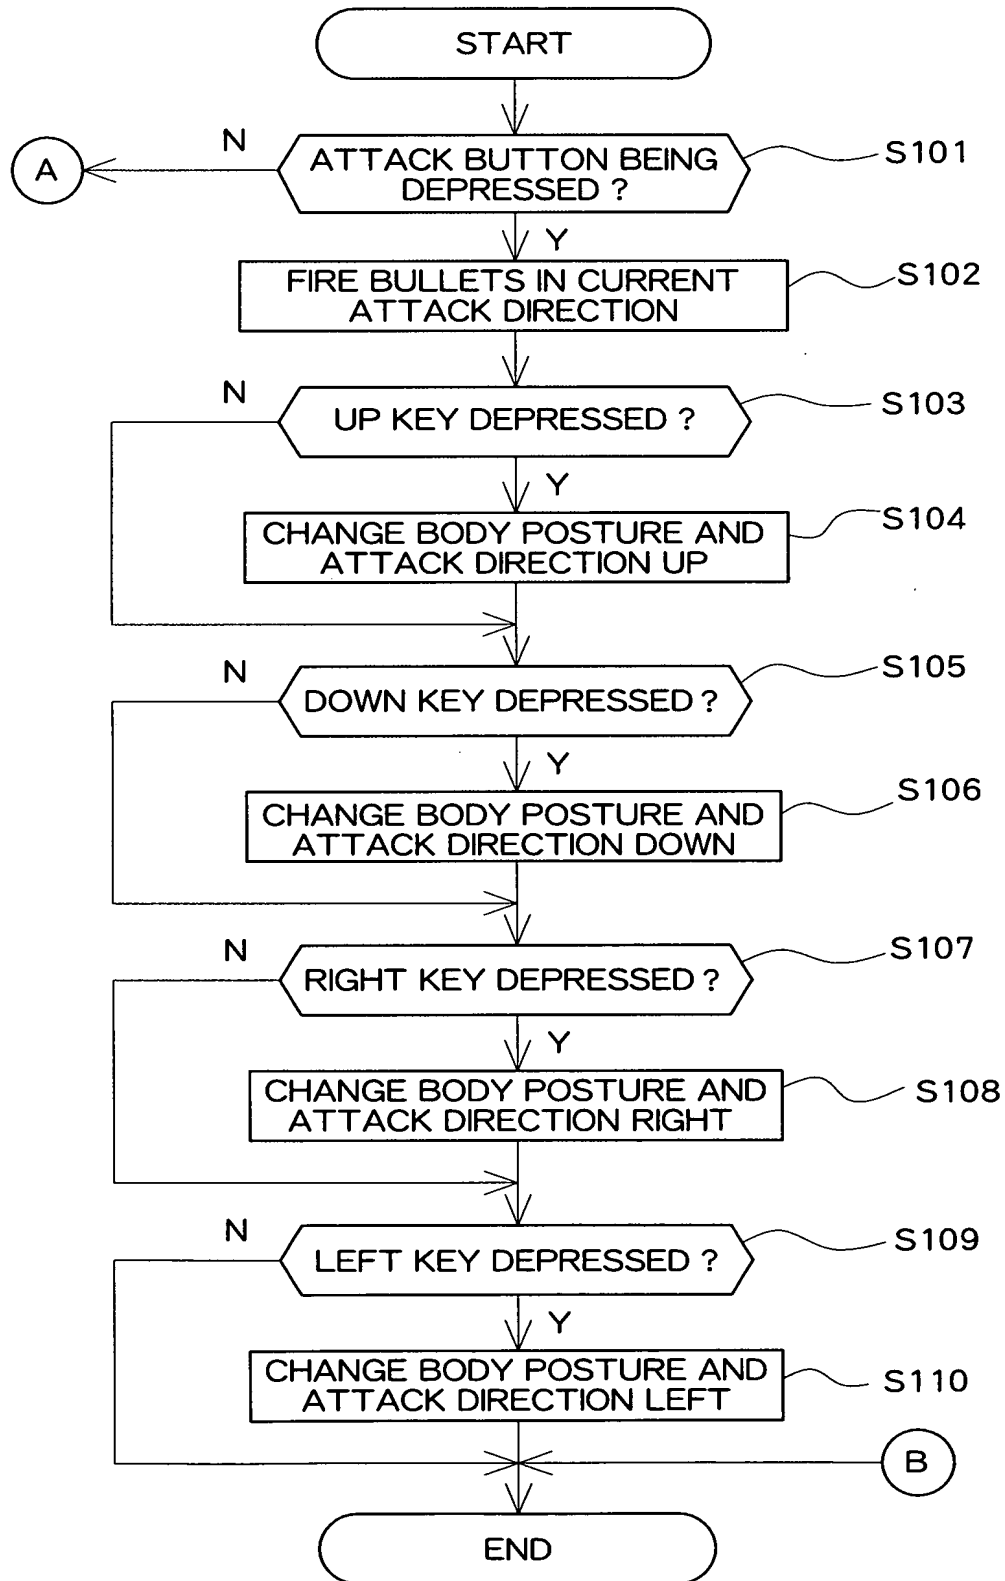 START
N
A
ATTACK BUTTON BEING
DEPRESSED ?
S101
Y
FIRE BULLETS IN CURRENT
ATTACK DIRECTION
S102
N
UP KEY DEPRESSED ?
S103
Y
CHANGE BODY POSTURE AND
ATTACK DIRECTION UP
S104
N
DOWN KEY DEPRESSED ?
S105
Y
CHANGE BODY POSTURE AND
ATTACK DIRECTION DOWN
S106
N
RIGHT KEY DEPRESSED ?
S107
Y
CHANGE BODY POSTURE AND
ATTACK DIRECTION RIGHT
S108
N
LEFT KEY DEPRESSED ?
S109
Y
CHANGE BODY POSTURE AND
ATTACK DIRECTION LEFT
S110
B
END